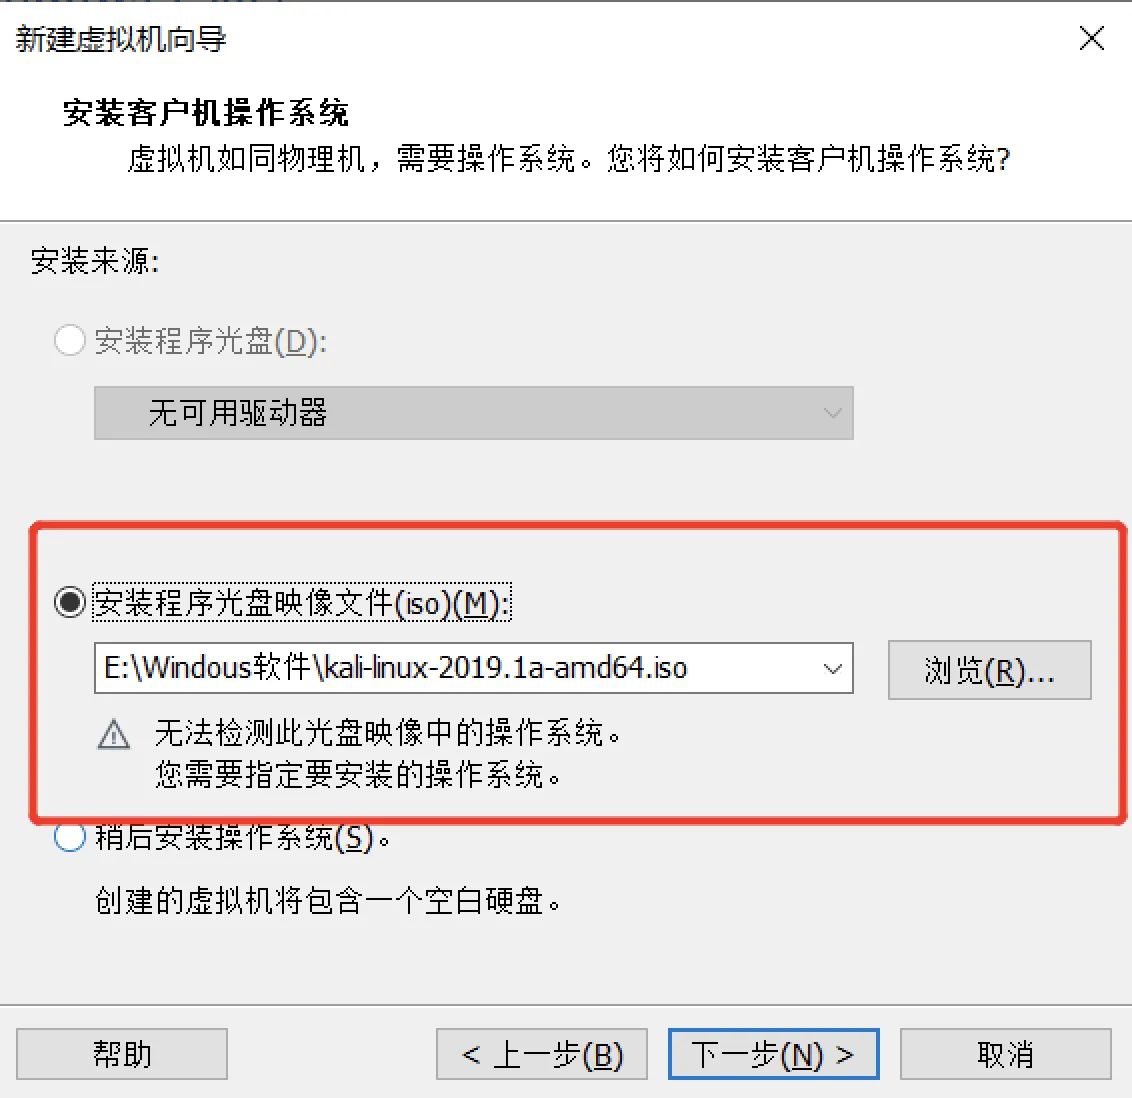 新建虚拟机向导
安装客户机操作系统
虚拟机如同物理机，需要操作系统。您将如何安装客户机操作系统?
安装来源:
安装程序光盘(D):
无可用驱动器
安装程序光盘映像文件(iso)(M):
E:\Windous软件\kali-linux-2019.1a-amd64.iso
浏览(R)...
无法检测此光盘映像中的操作系统。
您需要指定要安装的操作系统。
稍后安装操作系统(S)。
创建的虚拟机将包含一个空白硬盘。
帮助
< 上一步(B)
下一步(N) >
取消